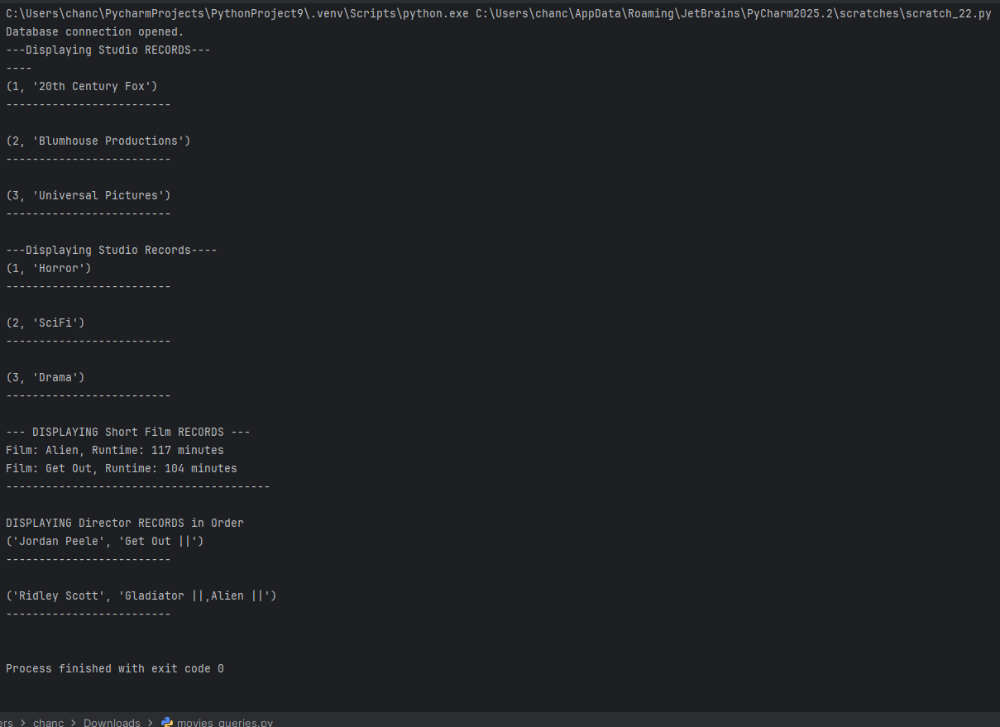 C:\Users\chanc\PycharmProjects\PythonProject9\.venv\Scripts\python.exe C:\Users\chanc\AppData\Roaming\JetBrains\PyCharm2025.2\scratches\scratch_22.py
Database connection opened.
---Displaying Studio RECORDS---
----
(1, '20th Century Fox')
-------------------------
(2, 'Blumhouse Productions')
-------------------------
(3, 'Universal Pictures')
-------------------------
---Displaying Studio Records----
(1, 'Horror')
-------------------------
(2, 'SciFi')
-------------------------
(3, 'Drama')
-------------------------
--- DISPLAYING Short Film RECORDS ---
Film: Alien, Runtime: 117 minutes
Film: Get Out, Runtime: 104 minutes
----------------------------------------
DISPLAYING Director RECORDS in Order
('Jordan Peele', 'Get Out ||')
-------------------------
('Ridley Scott', 'Gladiator ||,Alien ||')
-------------------------
Process finished with exit code 0
ers > chanc > Downloads > movies_queries.py